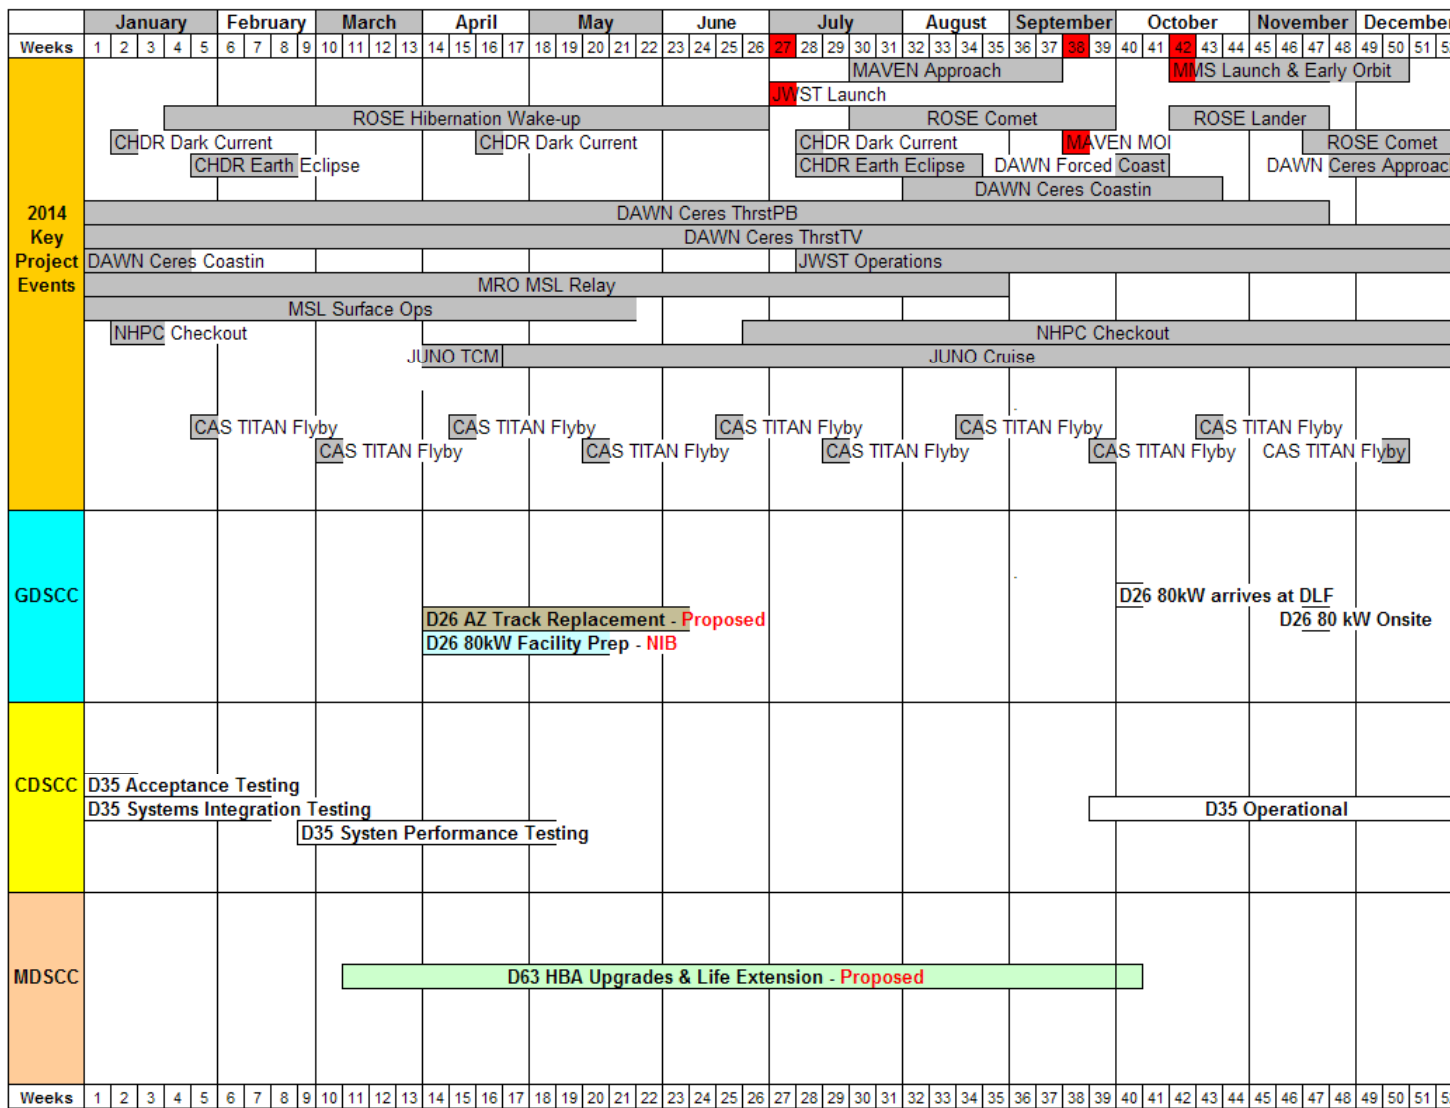 January February March April May June July August September October November December
Weeks 1 2 3 4 5 6 7 8 9 10 11 12 13 14 15 16 17 18 19 20 21 22 23 24 25 26 27 28 29 30 31 32 33 34 35 36 37 38 39 40 41 42 43 44 45 46 47 48 49 50 51
MAVEN Approach MMS Launch & Early Orbit
JWST Launch
ROSE Hibernation Wake-up ROSE Comet ROSE Lander
CHDR Dark Current CHDR Dark Current CHDR Dark Current MAVEN MOI ROSE Comet
CHDR Earth Eclipse CHDR Earth Eclipse DAWN Forced Coast DAWN Ceres Approac
DAWN Ceres Coastin
2014 DAWN Ceres ThrstPB
Key DAWN Ceres ThrstTV
Project DAWN Ceres Coastin JWST Operations
Events MRO MSL Relay
MSL Surface Ops
NHPC Checkout NHPC Checkout
JUNO TCM JUNO Cruise
CAS TITAN Flyby CAS TITAN Flyby CAS TITAN Flyby CAS TITAN Flyby CAS TITAN Flyby
CAS TITAN Flyby CAS TITAN Flyby CAS TITAN Flyby CAS TITAN Flyby CAS TITAN Flyby
GDSCC D26 80kW arrives at DLF
D26 AZ Track Replacement - Proposed D26 80 kW Onsite
D26 80kW Facility Prep - NIB
CDSCC D35 Acceptance Testing
D35 Systems Integration Testing D35 Operational
D35 Systen Performance Testing
MDSCC D63 HBA Upgrades & Life Extension - Proposed
Weeks 1 2 3 4 5 6 7 8 9 10 11 12 13 14 15 16 17 18 19 20 21 22 23 24 25 26 27 28 29 30 31 32 33 34 35 36 37 38 39 40 41 42 43 44 45 46 47 48 49 50 51